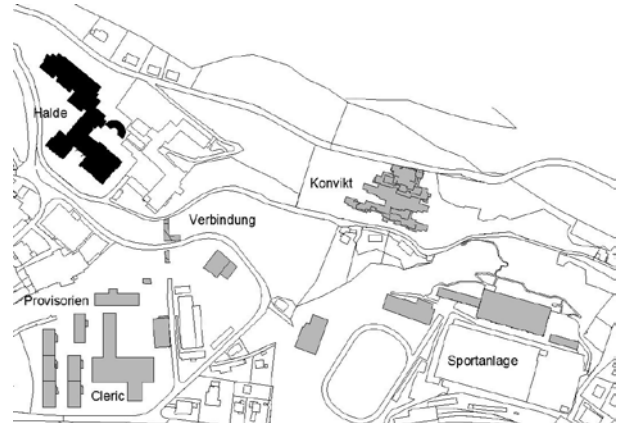 Halde
Konvikt
Verbindung
Provisorien
Sportanlage
Cleric